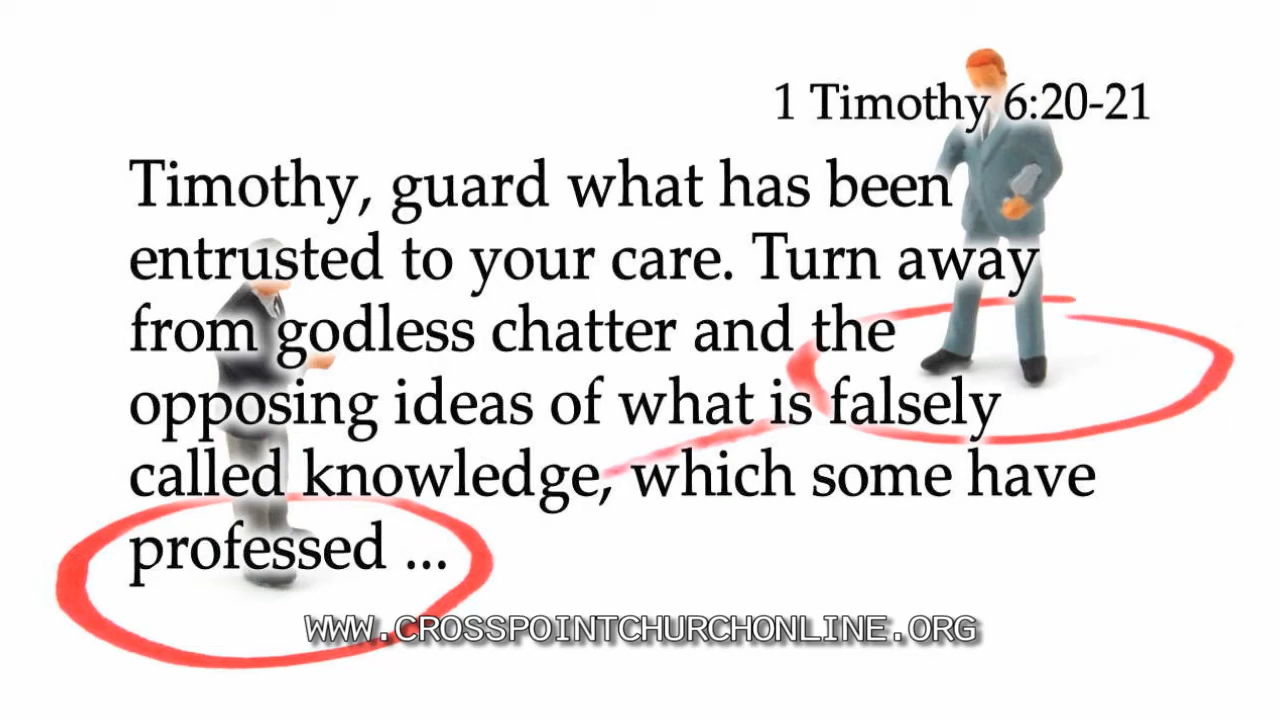 1 Timothy 6:20-21
Timothy, guard what has been
entrusted to your care. Turn away
from godless chatter and the
opposing ideas of what is falsely
called knowledge, which some have
professed ...
WWW.CROSSPOINTCHURCHONLINE.ORG